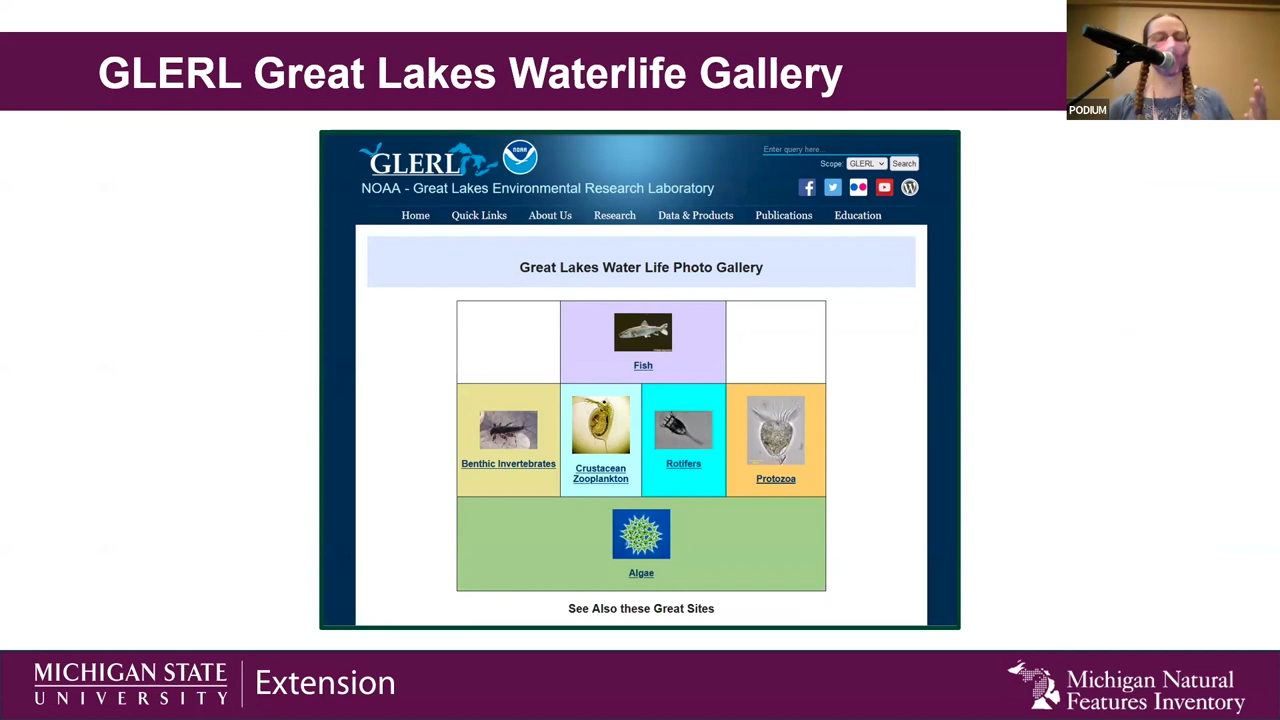 GLERL Great Lakes Waterlife Gallery
PODIUM
GLERL
NOAA
NOAA - Great Lakes Environmental Research Laboratory
Enter query here...
Scope: GLERL Search
Home Quick Links About Us Research Data & Products Publications Education
Great Lakes Water Life Photo Gallery
Fish
Benthic Invertebrates
Crustacean
Zooplankton
Rotifers
Protozoa
Algae
See Also these Great Sites
MICHIGAN STATE
UNIVERSITY
Extension
Michigan Natural
Features Inventory